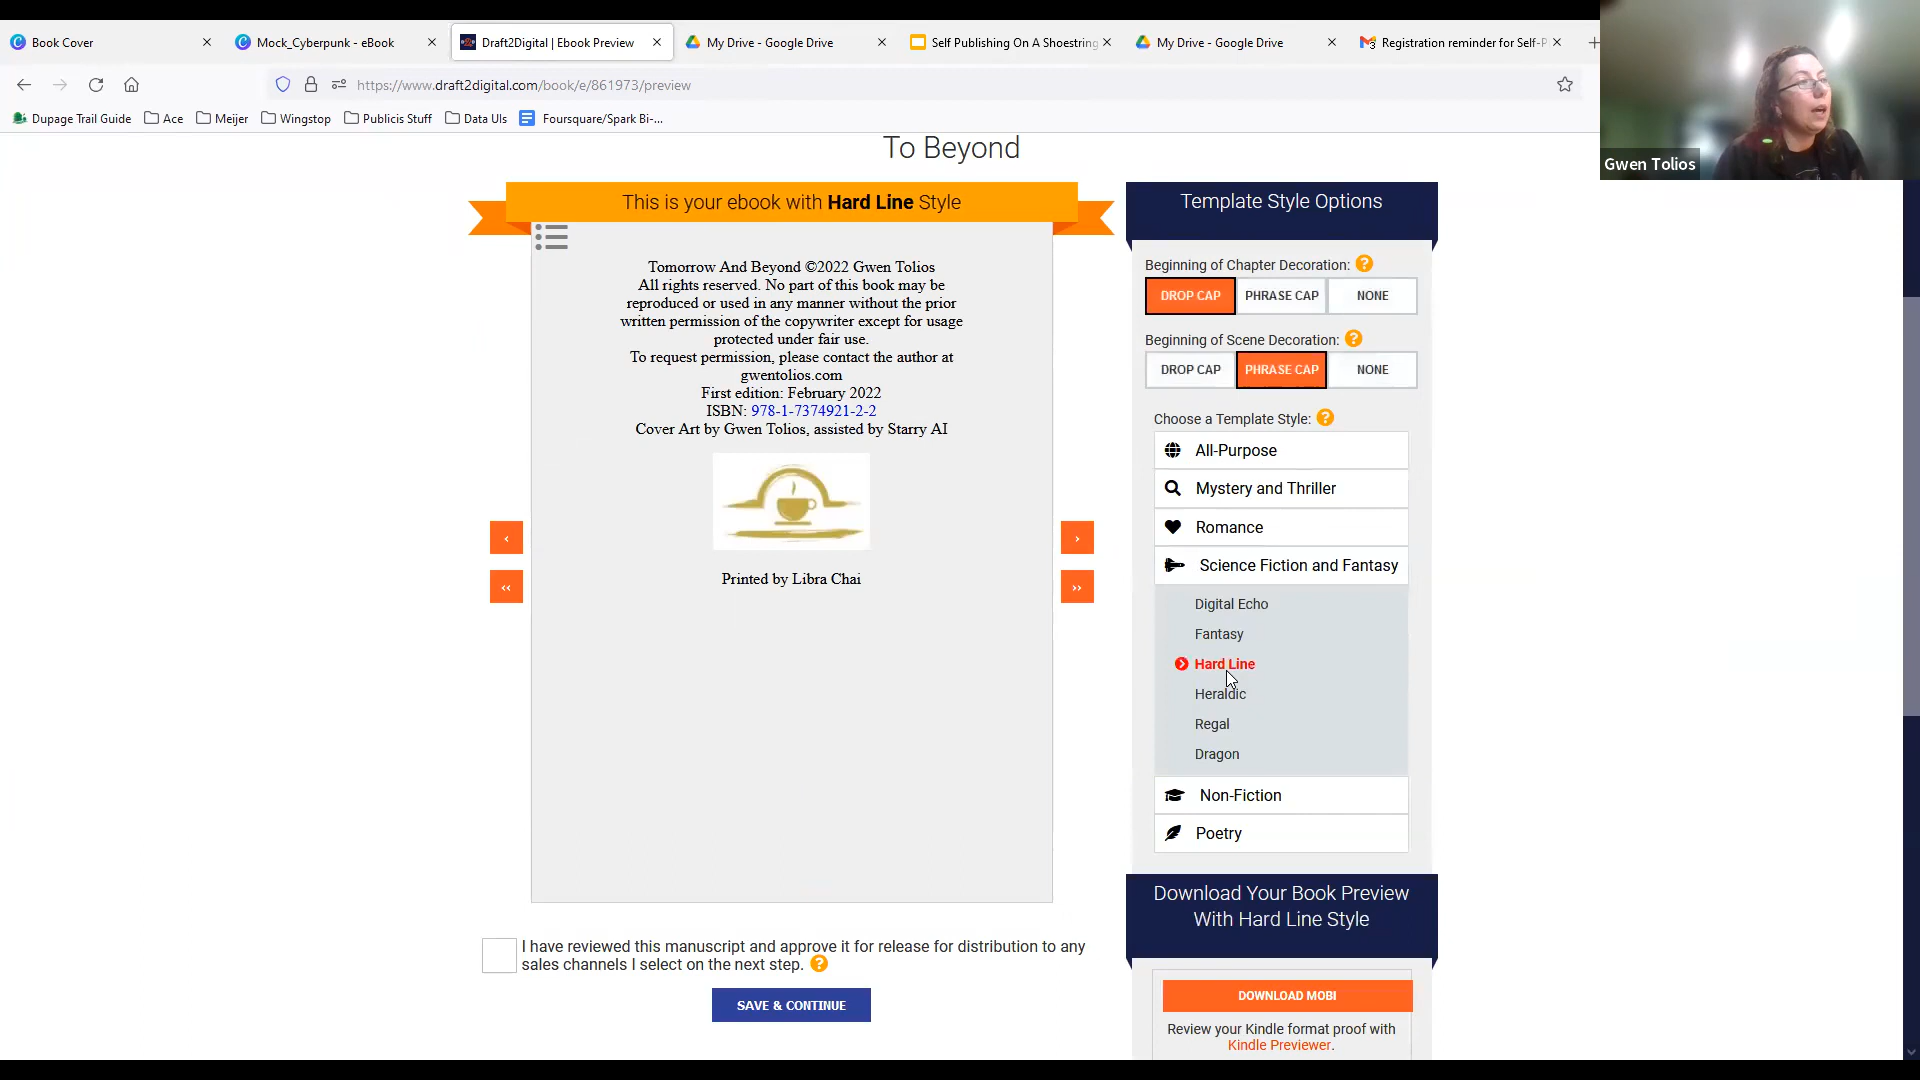 Book Cover
Mock_Cyberpunk - eBook
Draft2Digital | Ebook Preview
My Drive - Google Drive
Self Publishing On A Shoestring
My Drive - Google Drive
Registration reminder for Self-P
https://www.draft2digital.com/book/e/861973/preview
Dupage Trail Guide
Ace
Meijer
Wingstop
Publicis Stuff
Data UIs
Foursquare/Spark Bi-...
Gwen Tolios
To Beyond
This is your ebook with Hard Line Style
Tomorrow And Beyond ©2022 Gwen Tolios
All rights reserved. No part of this book may be
reproduced or used in any manner without the prior
written permission of the copywriter except for usage
protected under fair use.
To request permission, please contact the author at
gwentolios.com
First edition: February 2022
ISBN: 978-1-7374921-2-2
Cover Art by Gwen Tolios, assisted by Starry AI
Printed by Libra Chai
I have reviewed this manuscript and approve it for release for distribution to any
sales channels I select on the next step.
SAVE & CONTINUE
Template Style Options
Beginning of Chapter Decoration:
DROP CAP
PHRASE CAP
NONE
Beginning of Scene Decoration:
DROP CAP
PHRASE CAP
NONE
Choose a Template Style:
All-Purpose
Mystery and Thriller
Romance
Science Fiction and Fantasy
Digital Echo
Fantasy
Hard Line
Heraldic
Regal
Dragon
Non-Fiction
Poetry
Download Your Book Preview
With Hard Line Style
DOWNLOAD MOBI
Review your Kindle format proof with
Kindle Previewer.